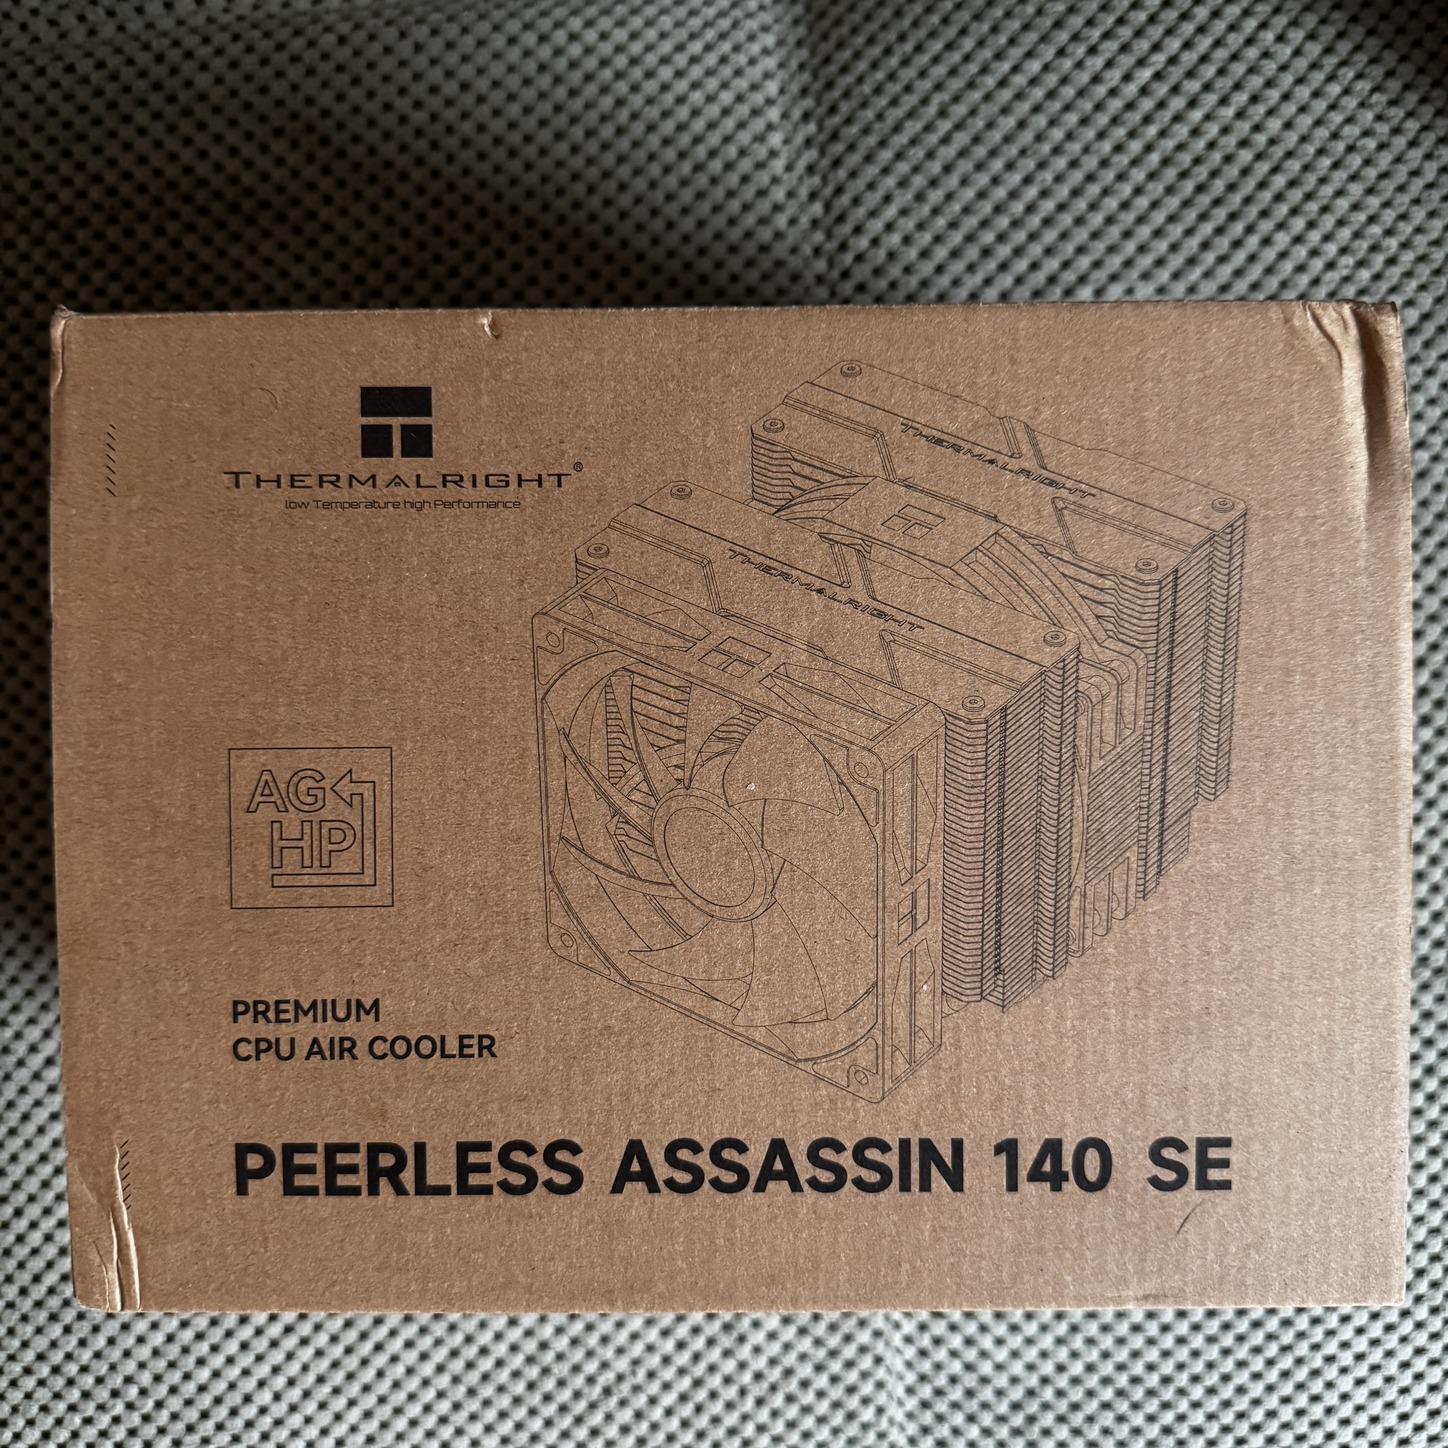 THERMALRIGHT®
low Temperature high Performance
THERMALRIGHT
THERMALRIGHT
AG
HP
PREMIUM
CPU AIR COOLER
PEERLESS ASSASSIN 140 SE